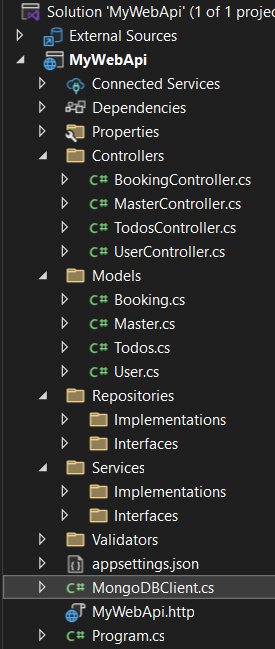 Solution 'MyWebApi' (1 of 1 projec
External Sources
MyWebApi
Connected Services
Dependencies
Properties
Controllers
C# BookingController.cs
C# MasterController.cs
C# TodosController.cs
C# UserController.cs
Models
C# Booking.cs
C# Master.cs
C# Todos.cs
C# User.cs
Repositories
Implementations
Interfaces
Services
Implementations
Interfaces
Validators
appsettings.json
C# MongoDBClient.cs
MyWebApi.http
C# Program.cs